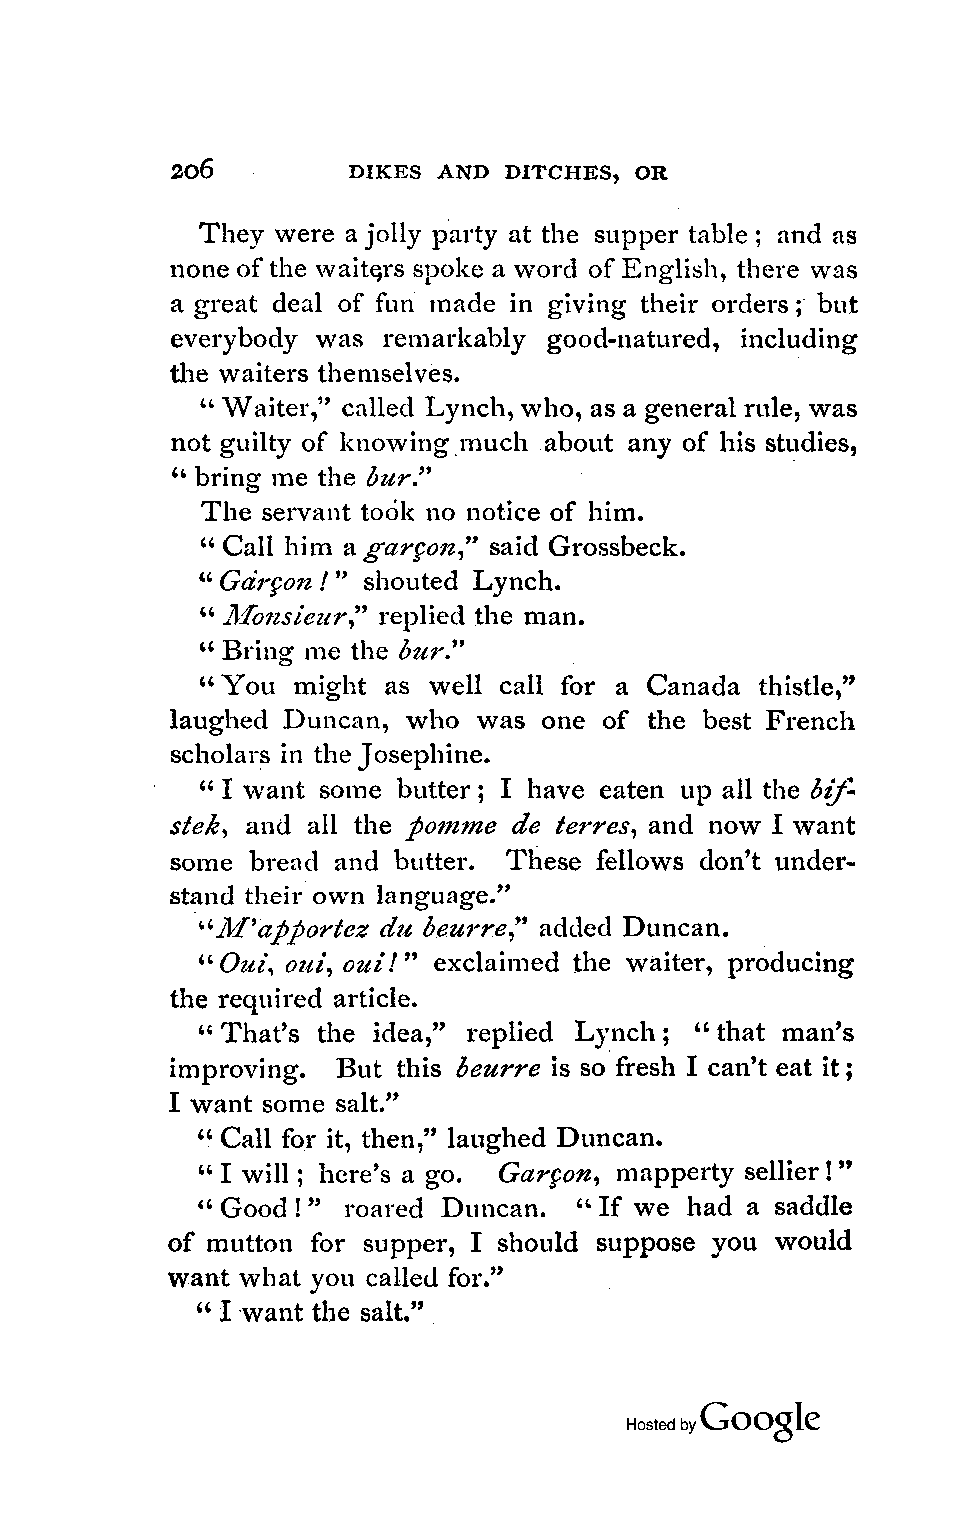 206 DIKES AND DITCHES, OR
They were a jolly party at the supper table; and as
none of the waiters spoke a word of English, there was
a great deal of fun made in giving their orders; but
everybody was remarkably good-natured, including
the waiters themselves.
"Waiter," called Lynch, who, as a general rule, was
not guilty of knowing much about any of his studies,
"bring me the bur."
The servant took no notice of him.
"Call him a garçon," said Grossbeck.
"Garçon!" shouted Lynch.
"Monsieur," replied the man.
"Bring me the bur."
"You might as well call for a Canada thistle,"
laughed Duncan, who was one of the best French
scholars in the Josephine.
"I want some butter; I have eaten up all the bif-
stek, and all the pomme de terres, and now I want
some bread and butter. These fellows don't under-
stand their own language."
"M'apportez du beurre," added Duncan.
"Oui, oui, oui!" exclaimed the waiter, producing
the required article.
"That's the idea," replied Lynch; "that man's
improving. But this beurre is so fresh I can't eat it;
I want some salt."
"Call for it, then," laughed Duncan.
"I will; here's a go. Garçon, mapperty sellier!"
"Good!" roared Duncan. "If we had a saddle
of mutton for supper, I should suppose you would
want what you called for."
"I want the salt."
Hosted by Google